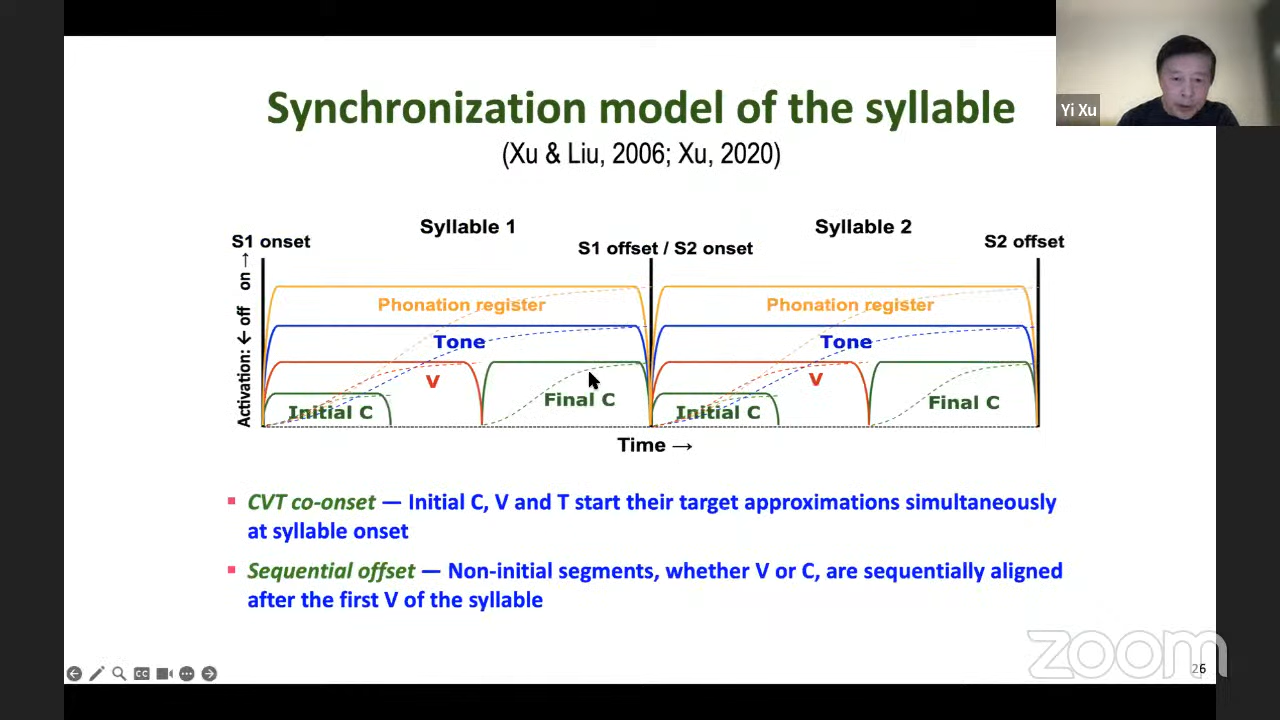 Synchronization model of the syllable
(Xu & Liu, 2006; Xu, 2020)
Yi Xu
Syllable 1
Syllable 2
S1 onset
S1 offset / S2 onset
S2 offset
Activation: ← off on →
Phonation register
Phonation register
Tone
Tone
V
V
Initial C
Final C
Initial C
Final C
Time →
▪ CVT co-onset — Initial C, V and T start their target approximations simultaneously
at syllable onset
▪ Sequential offset — Non-initial segments, whether V or C, are sequentially aligned
after the first V of the syllable
CC
zoom
26